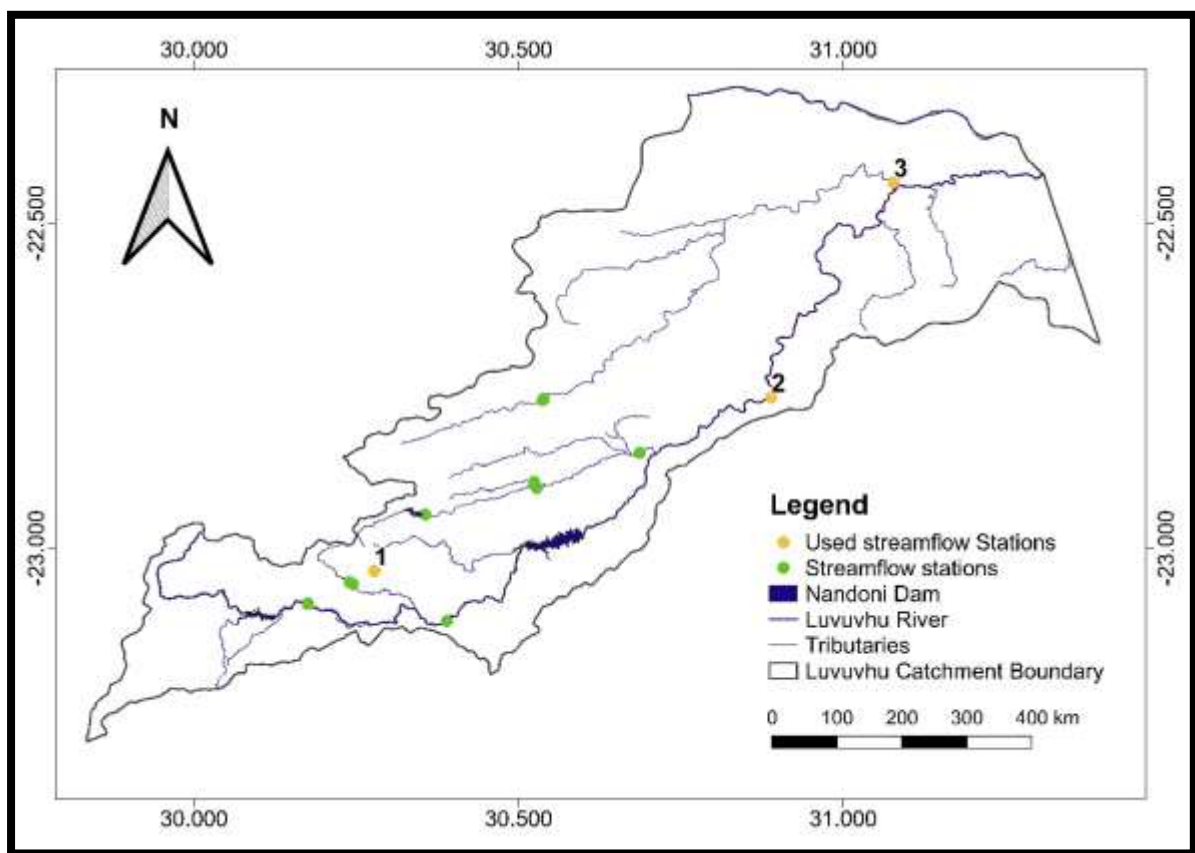 30.000 30.500 31.000
N
3
-22.500 -22.500
2
Legend
Used streamflow Stations
Streamflow stations
Nandoni Dam
Luvuvhu River
Tributaries
Luvuvhu Catchment Boundary
-23.000 -23.000
1
0 100 200 300 400 km
30.000 30.500 31.000